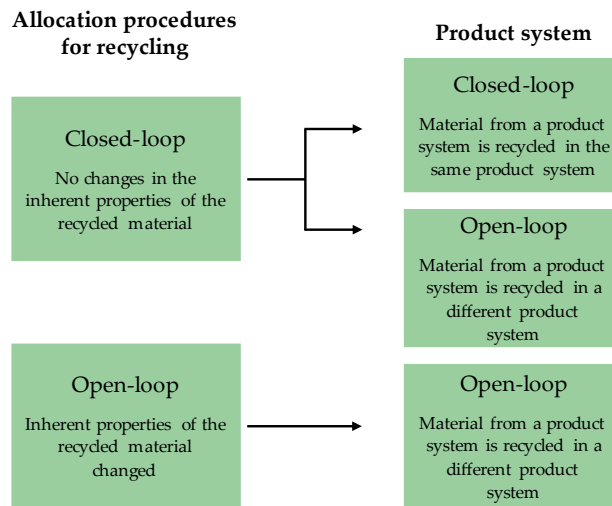 Allocation procedures
for recycling
Closed-loop
No changes in the
inherent properties of the
recycled material
Open-loop
Inherent properties of the
recycled material
changed
Product system
Closed-loop
Material from a product
system is recycled in the
same product system
Open-loop
Material from a product
system is recycled in a
different product
system
Open-loop
Material from a product
system is recycled in a
different product
system